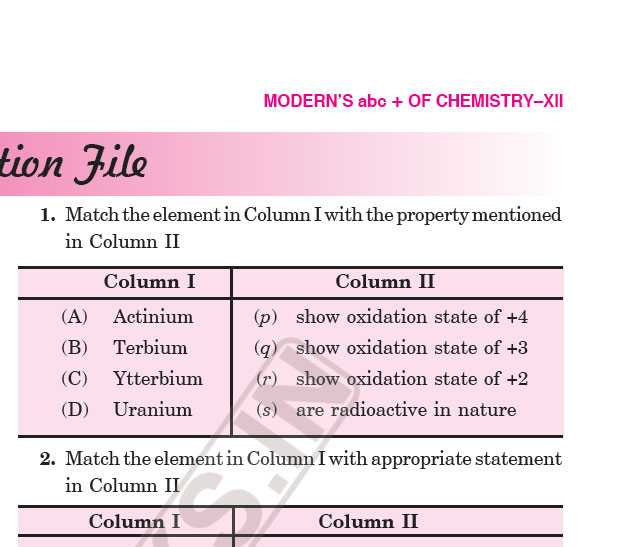 MODERN'S abc + OF CHEMISTRY–XII
tion File
1. Match the element in Column I with the property mentioned
in Column II
Column I Column II
(A) Actinium (p) show oxidation state of +4
(B) Terbium (q) show oxidation state of +3
(C) Ytterbium (r) show oxidation state of +2
(D) Uranium (s) are radioactive in nature
2. Match the element in Column I with appropriate statement
in Column II
Column I Column II
S.IN